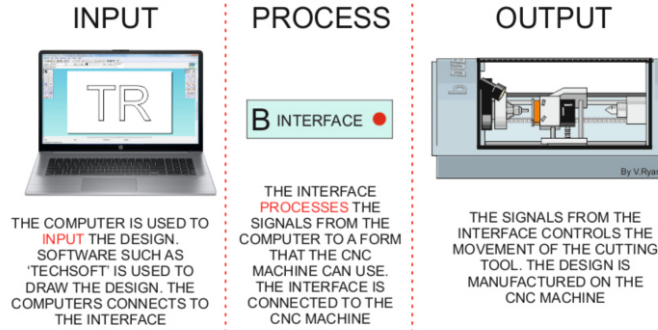 INPUT
TR
THE COMPUTER IS USED TO
INPUT THE DESIGN.
SOFTWARE SUCH AS
'TECHSOFT' IS USED TO
DRAW THE DESIGN. THE
COMPUTERS CONNECTS TO
THE INTERFACE
PROCESS
B INTERFACE
THE INTERFACE
PROCESSES THE
SIGNALS FROM THE
COMPUTER TO A FORM
THAT THE CNC
MACHINE CAN USE.
THE INTERFACE IS
CONNECTED TO THE
CNC MACHINE
OUTPUT
By V.Ryan
THE SIGNALS FROM THE
INTERFACE CONTROLS THE
MOVEMENT OF THE CUTTING
TOOL. THE DESIGN IS
MANUFACTURED ON THE
CNC MACHINE